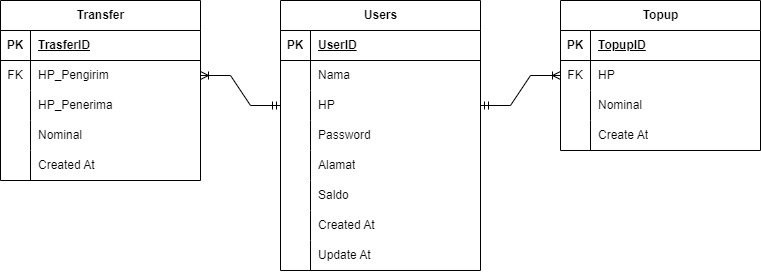 Transfer
PK TrasferID
FK HP_Pengirim
HP_Penerima
Nominal
Created At
Users
PK UserID
Nama
HP
Password
Alamat
Saldo
Created At
Update At
Topup
PK TopupID
FK HP
Nominal
Create At